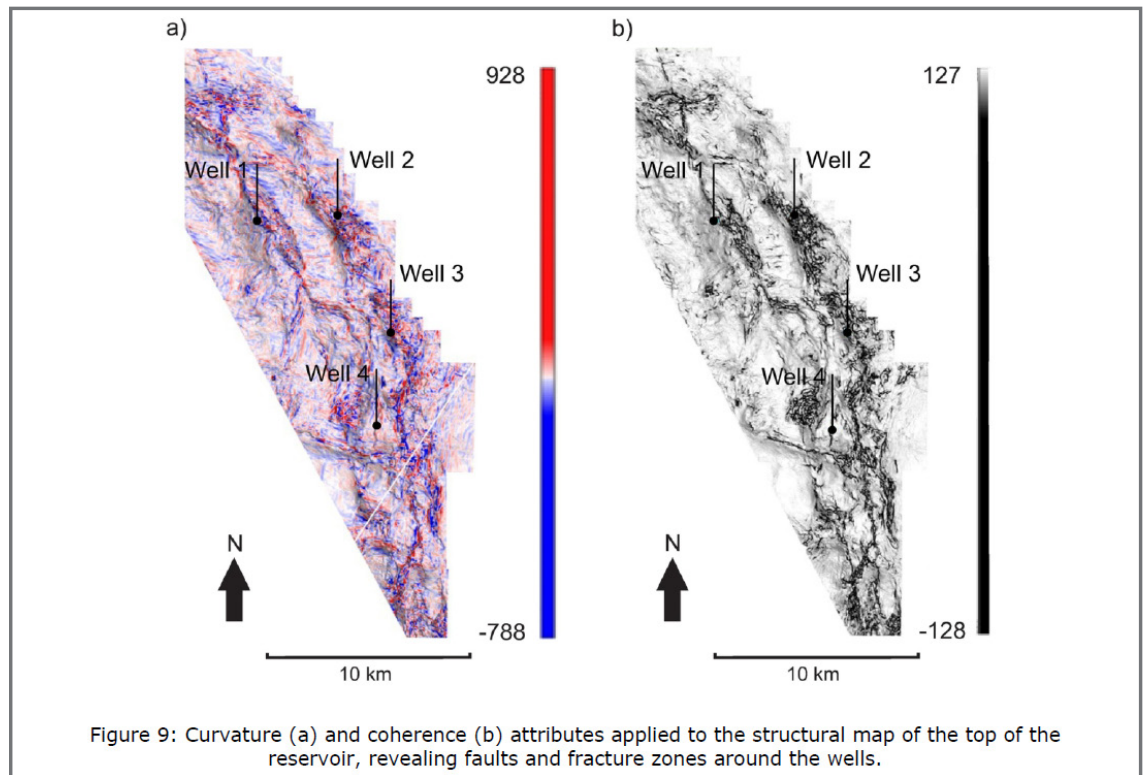 a)
928
Well 1
Well 2
Well 3
Well 4
N
-788
10 km
b)
127
Well 1
Well 2
Well 3
Well 4
N
-128
10 km
Figure 9: Curvature (a) and coherence (b) attributes applied to the structural map of the top of the
reservoir, revealing faults and fracture zones around the wells.